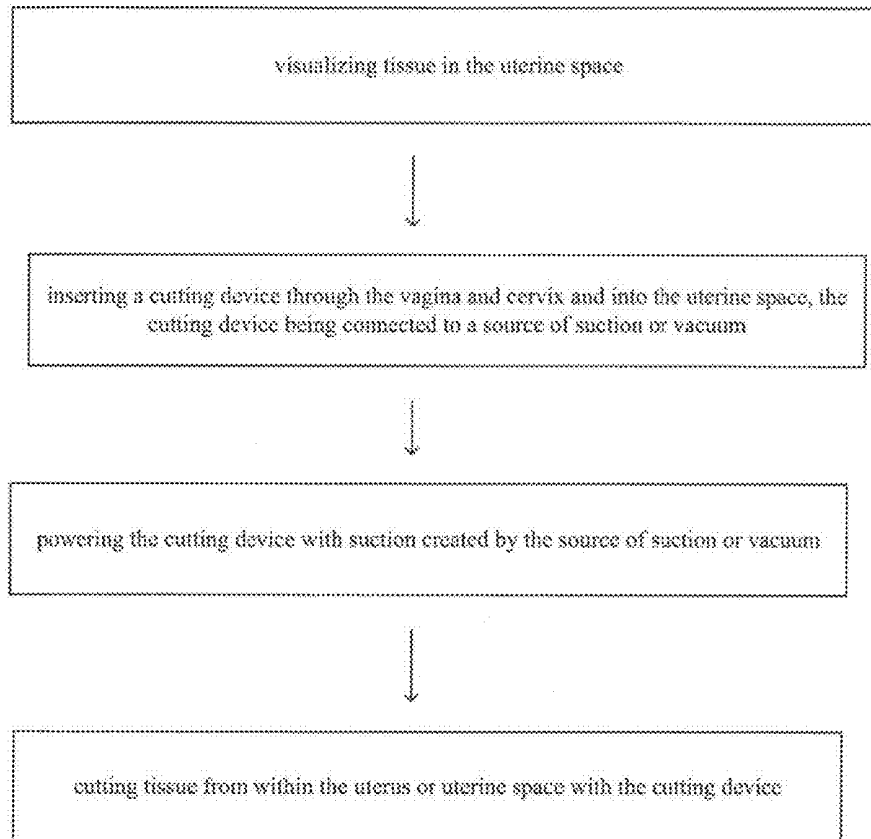 visualizing tissue in the uterine space
inserting a cutting device through the vagina and cervix and into the uterine space, the
cutting device being connected to a source of suction or vacuum
powering the cutting device with suction created by the source of suction or vacuum
cutting tissue from within the uterus or uterine space with the cutting device